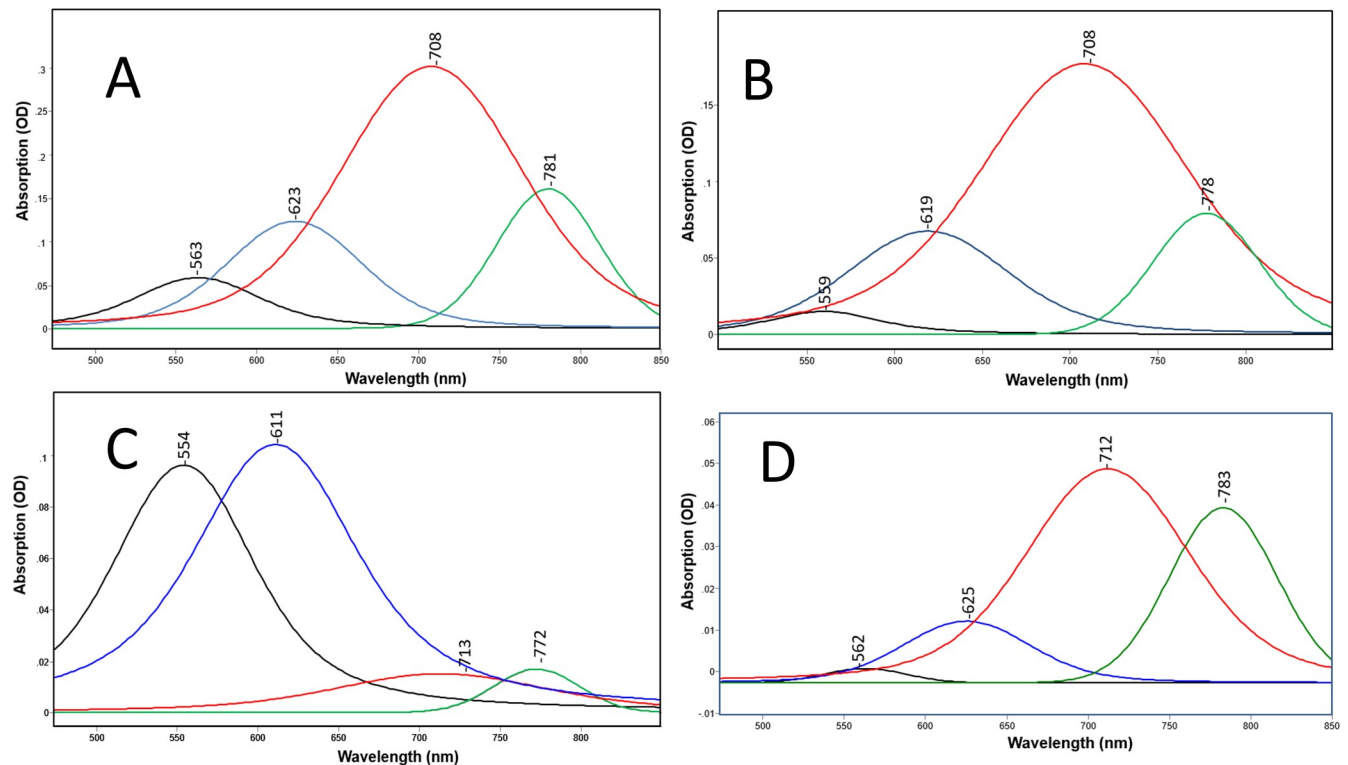 A
-563
-623
-708
-781
.3
.25
.2
.15
.1
.05
0
500 550 600 650 700 750 800 850
Absorption (OD)
Wavelength (nm)
B
559
-619
-708
-778
.15
.1
.05
0
550 600 650 700 750 800
Absorption (OD)
Wavelength (nm)
C
-554
-611
-713
-772
.1
.08
.06
.04
.02
0
500 550 600 650 700 750 800
Absorption (OD)
Wavelength (nm)
D
562
-625
-712
-783
.06
.05
.04
.03
.02
.01
0
-.01
500 550 600 650 700 750 800 850
Absorption (OD)
Wavelength (nm)